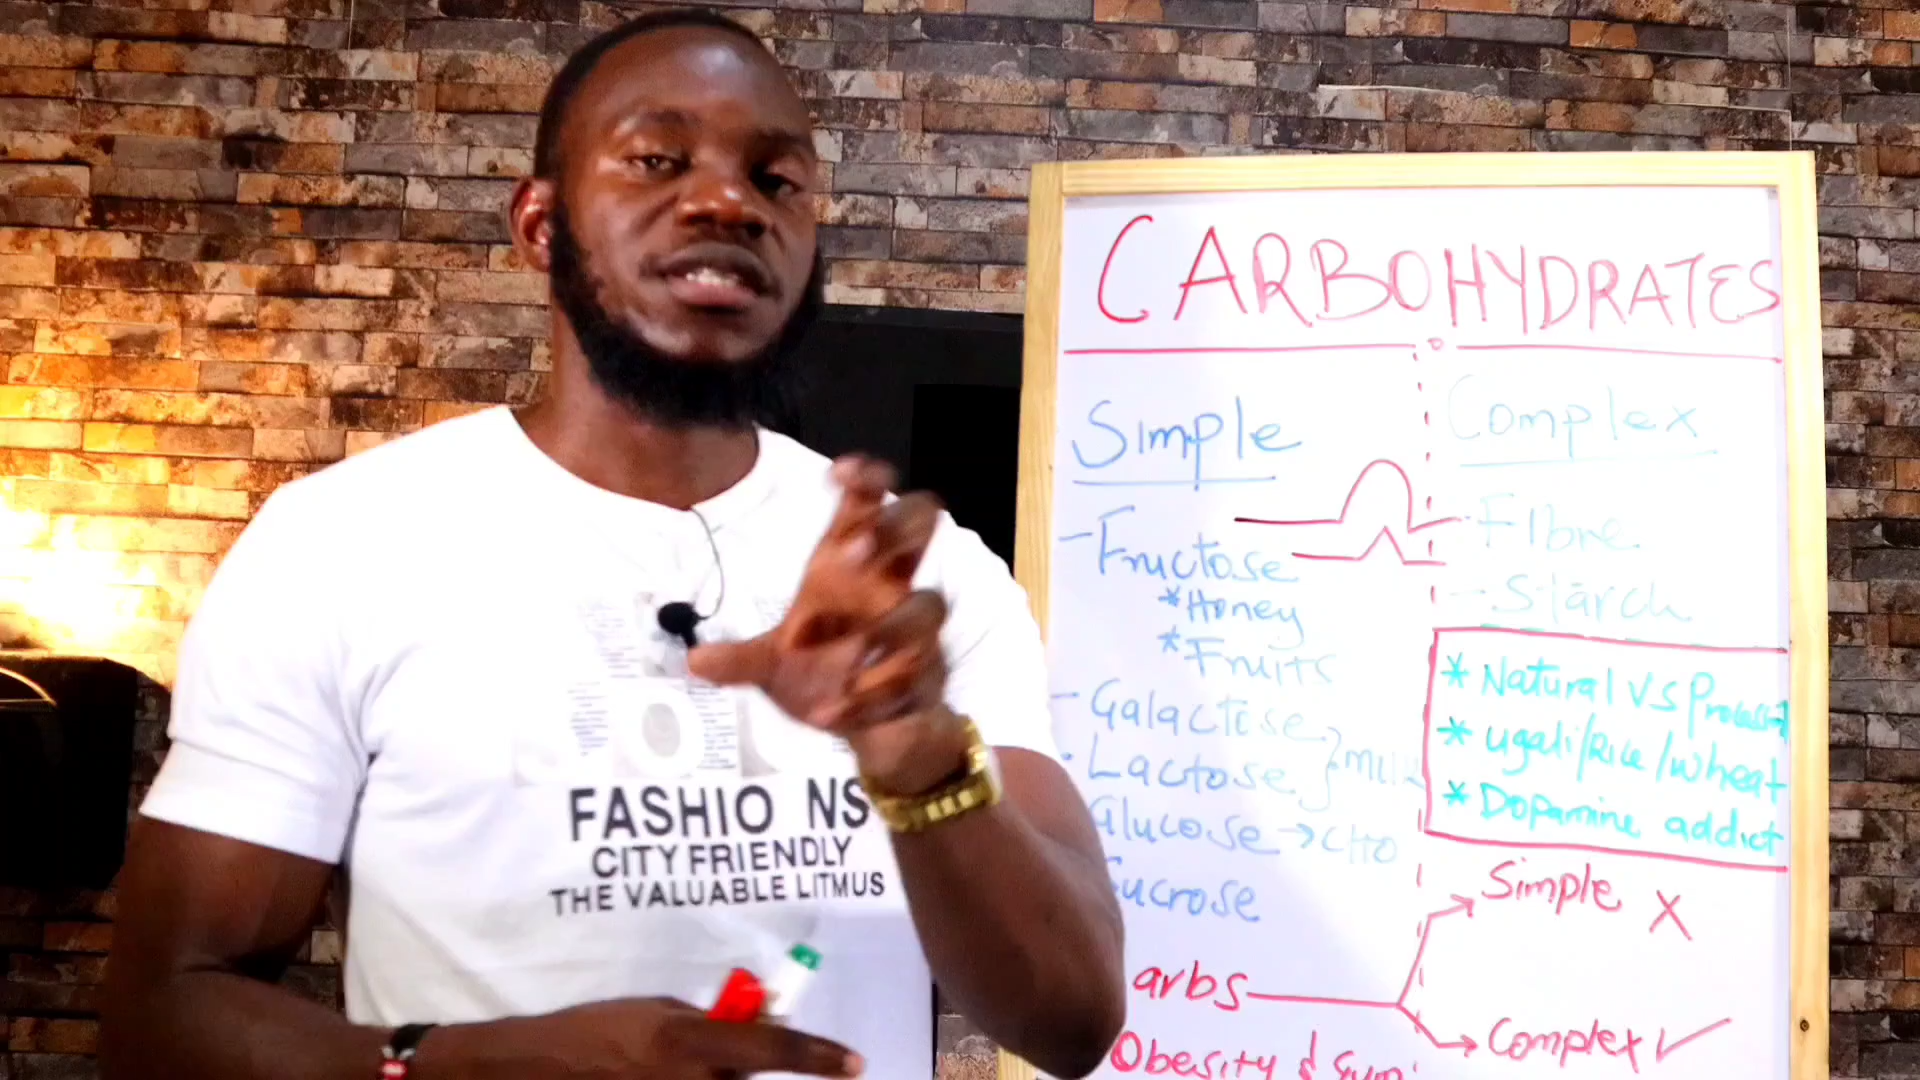 CARBOHYDRATES
Simple
- Fructose
* Honey
* Fruits
- Galactose
- Lactose
Glucose → CHO
Sucrose
Complex
- Fibre
- Starch
* Natural Vs
* Ugali/Rice/Wheat
* Dopamine addict
arbs
Simple X
Complex ✓
Obesity &
FASHIO NS
CITY FRIENDLY
THE VALUABLE LITMUS